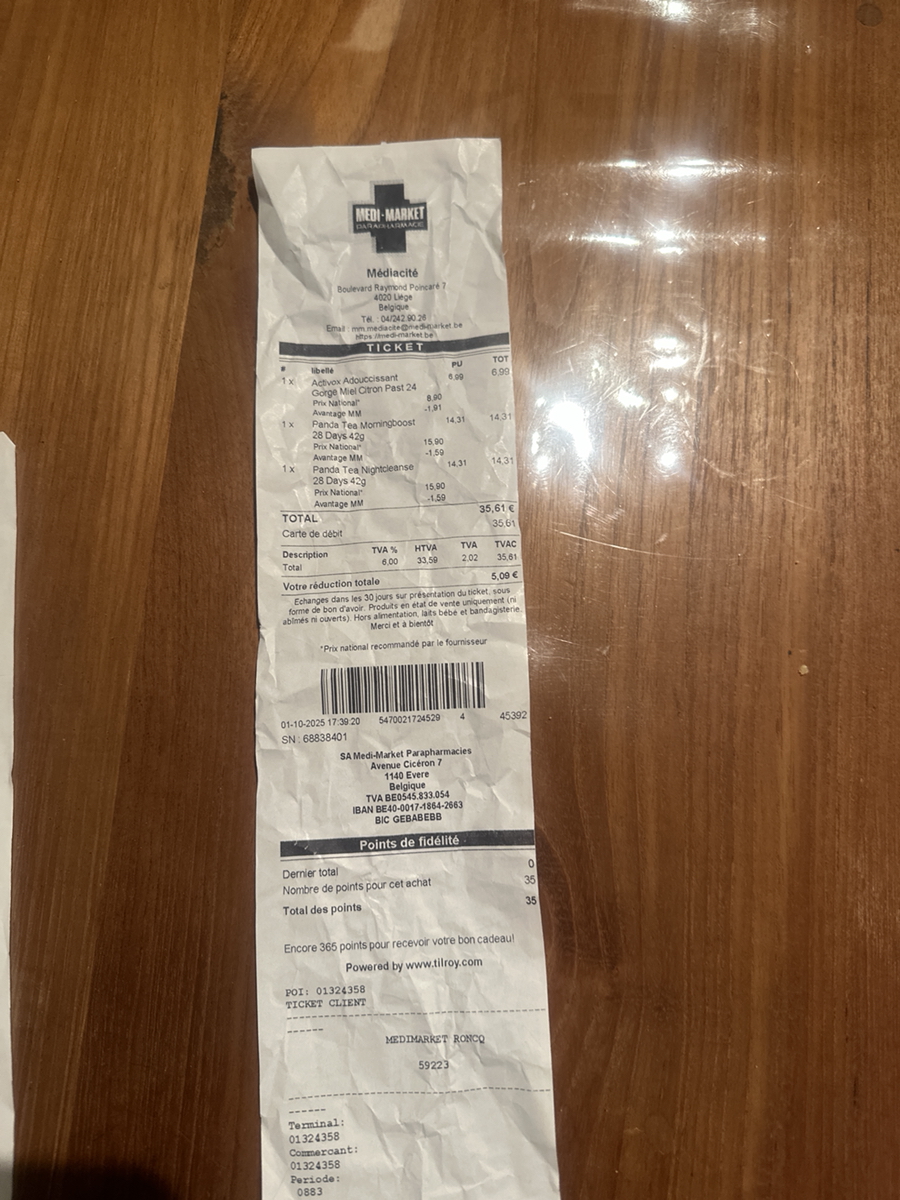 MEDI-MARKET
PARAPHARMACIE
Médiacité
Boulevard Raymond Poincaré 7
4020 Liège
Belgique
Tél. : 04/242.90.26
Email : mm.mediacite@medi-market.be
https://medi-market.be
TICKET
# libellé PU TOT
1 x Activox Adoucissant 6,99 6,99
Gorge Miel Citron Past 24
Prix National* 8,90
Avantage MM -1,91
1 x Panda Tea Morningboost 14,31 14,31
28 Days 42g
Prix National* 15,90
Avantage MM -1,59
1 x Panda Tea Nightcleanse 14,31 14,31
28 Days 42g
Prix National* 15,90
Avantage MM -1,59
TOTAL 35,61 €
Carte de débit 35,61
Description TVA % HTVA TVA TVAC
Total 6,00 33,59 2,02 35,61
Votre réduction totale 5,09 €
Echanges dans les 30 jours sur présentation du ticket, sous
forme de bon d'avoir. Produits en état de vente uniquement (ni
abîmés ni ouverts). Hors alimentation, laits bébé et bandagisterie.
Merci et à bientôt
*Prix national recommandé par le fournisseur
01-10-2025 17:39:20 5470021724529 4 45392
SN : 68838401
SA Medi-Market Parapharmacies
Avenue Cicéron 7
1140 Evere
Belgique
TVA BE0545.833.054
IBAN BE40-0017-1864-2663
BIC GEBABEBB
Points de fidélité
Dernier total 0
Nombre de points pour cet achat 35
Total des points 35
Encore 365 points pour recevoir votre bon cadeau!
Powered by www.tilroy.com
POI: 01324358
TICKET CLIENT
MEDIMARKET RONCQ
59223
Terminal:
01324358
Commercant:
01324358
Periode:
0883